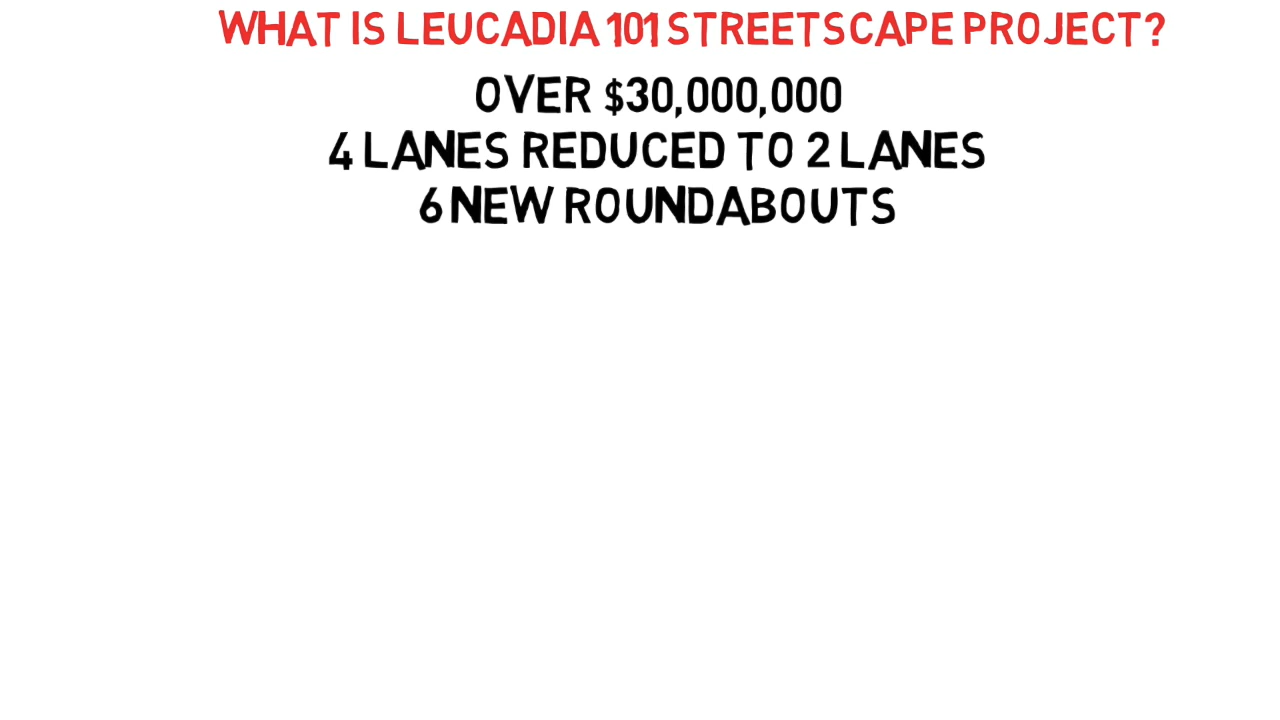 WHAT IS LEUCADIA 101 STREETSCAPE PROJECT?
OVER $30,000,000
4 LANES REDUCED TO 2 LANES
6 NEW ROUNDABOUTS